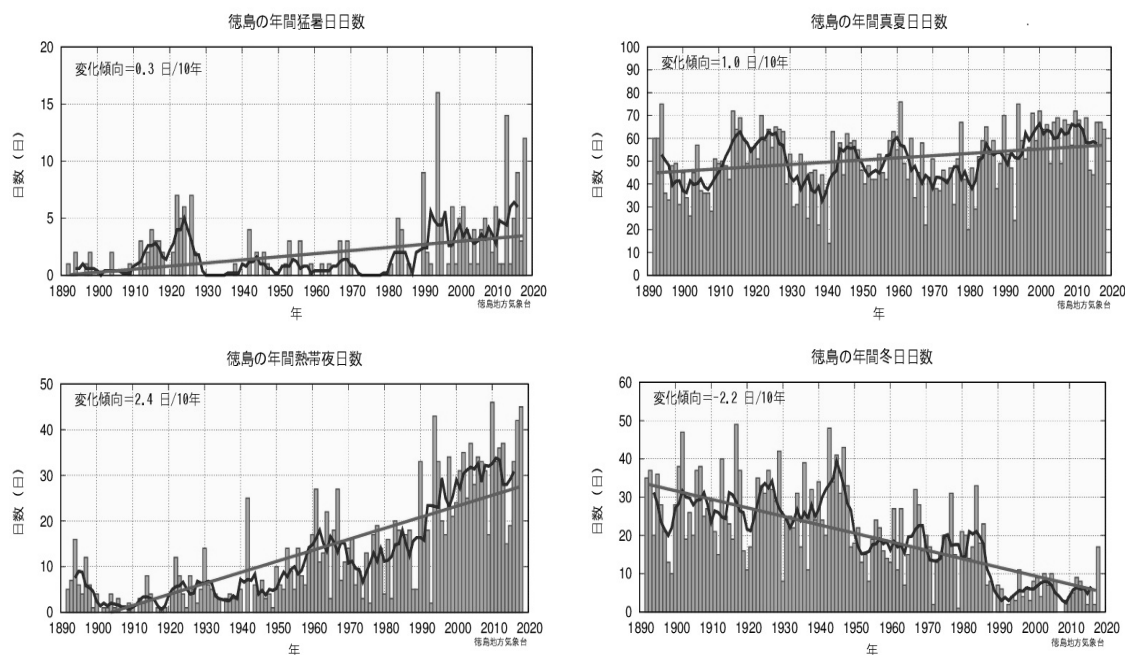 徳島の年間猛暑日日数
変化傾向=0.3 日/10年
日数(日)
20
15
10
5
0
1890 1900 1910 1920 1930 1940 1950 1960 1970 1980 1990 2000 2010 2020
徳島地方気象台
年
徳島の年間真夏日日数
変化傾向=1.0 日/10年
日数(日)
100
90
80
70
60
50
40
30
20
10
0
1890 1900 1910 1920 1930 1940 1950 1960 1970 1980 1990 2000 2010 2020
徳島地方気象台
年
徳島の年間熱帯夜日数
変化傾向=2.4 日/10年
日数(日)
50
40
30
20
10
0
1890 1900 1910 1920 1930 1940 1950 1960 1970 1980 1990 2000 2010 2020
徳島地方気象台
年
徳島の年間冬日日数
変化傾向=-2.2 日/10年
日数(日)
60
50
40
30
20
10
0
1890 1900 1910 1920 1930 1940 1950 1960 1970 1980 1990 2000 2010 2020
徳島地方気象台
年